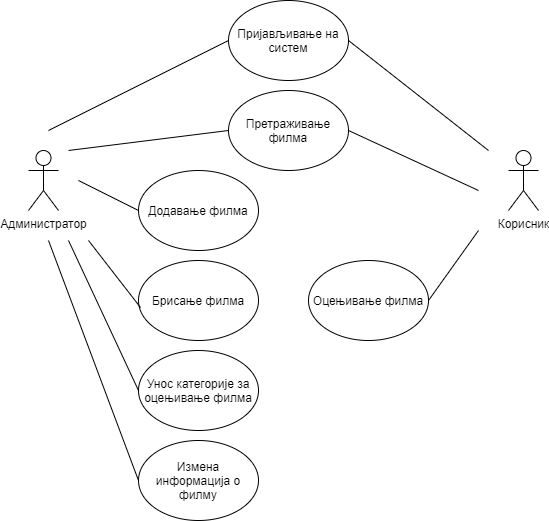 Пријављивање на
систем
Претраживање
филма
Администратор
Корисник
Додавање филма
Брисање филма
Оцењивање филма
Унос категорије за
оцењивање филма
Измена
информација о
филму